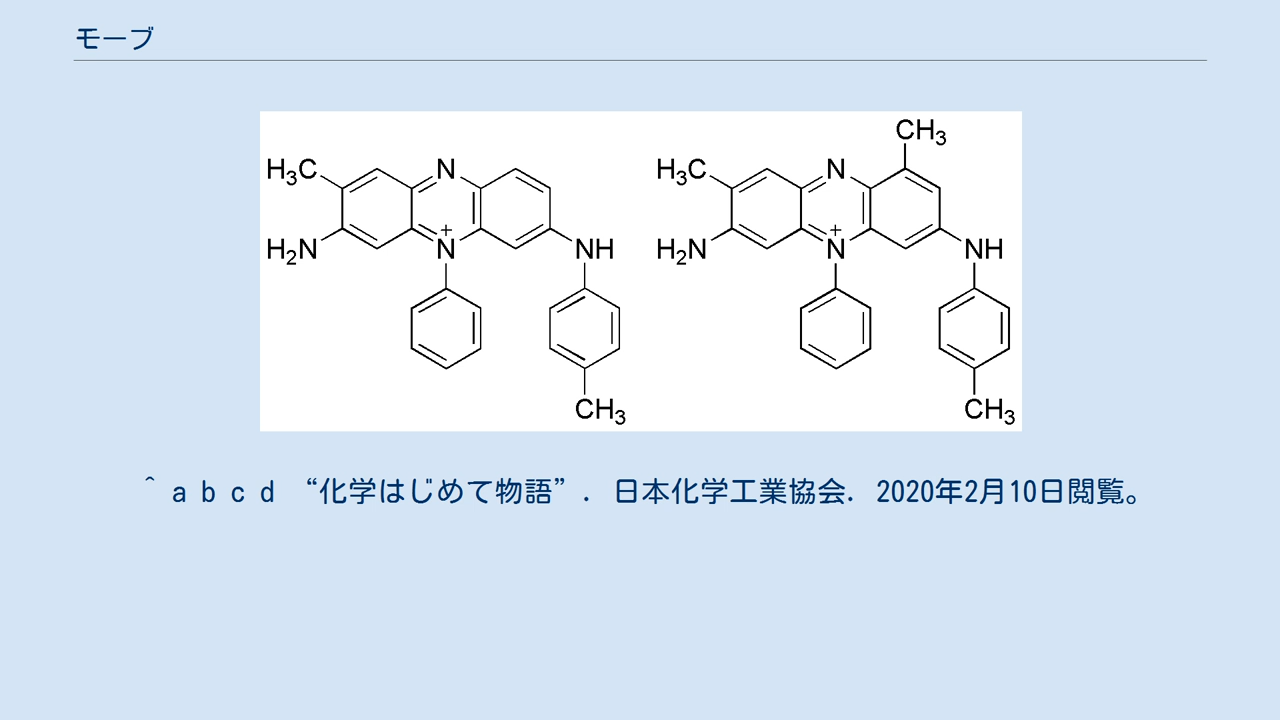 モーブ
CH3
H3C N H3C N
H2N N+ NH H2N N+ NH
CH3 CH3
^ a b c d “化学はじめて物語”. 日本化学工業協会. 2020年2月10日閲覧。